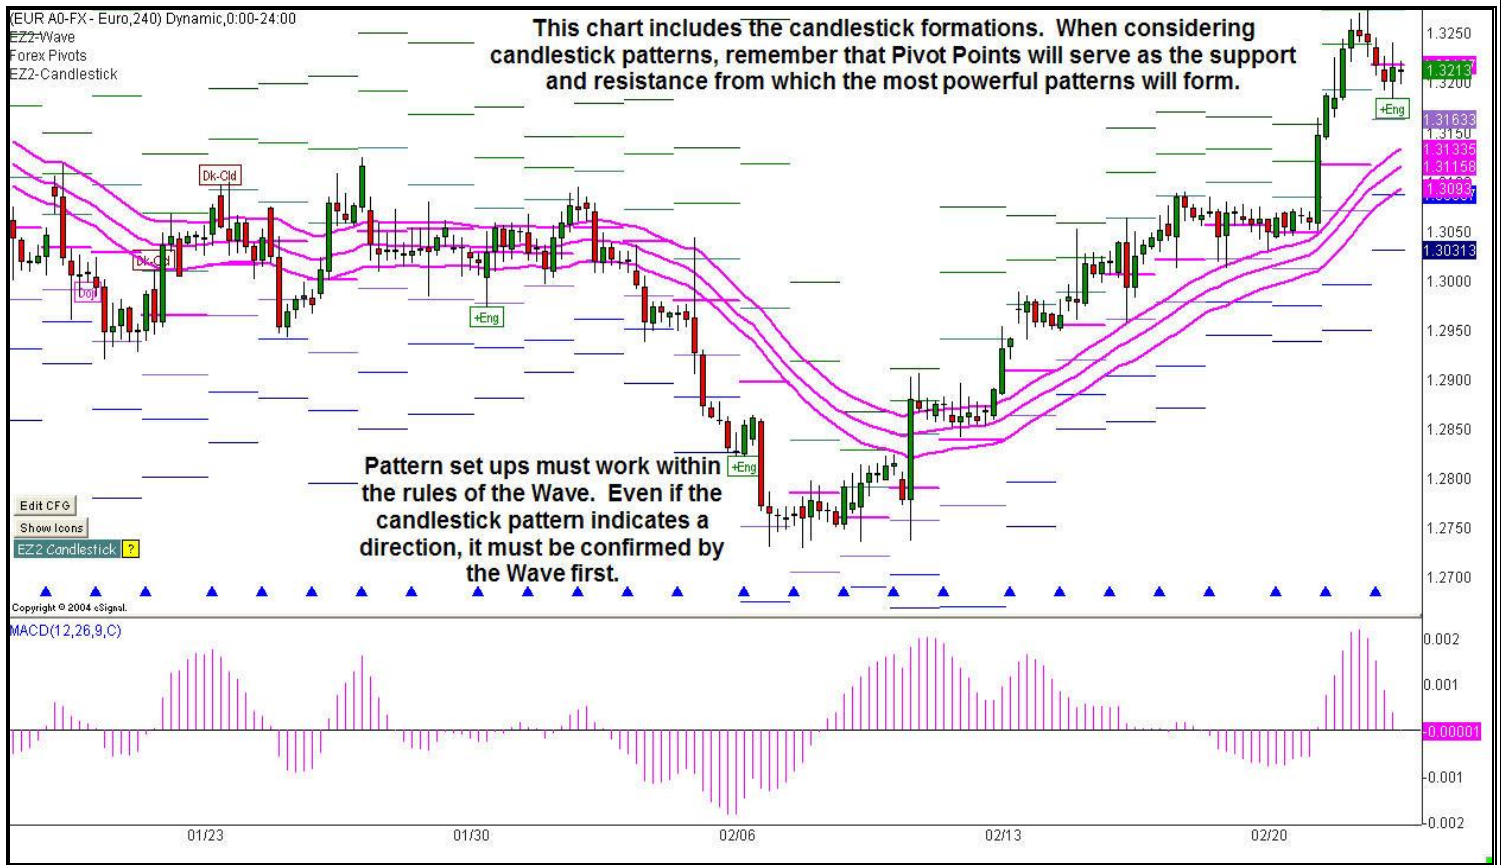 (EUR A0-FX - Euro,240) Dynamic,0:00-24:00
EZ2-Wave
Forex Pivots
EZ2-Candlestick
This chart includes the candlestick formations. When considering
candlestick patterns, remember that Pivot Points will serve as the support
and resistance from which the most powerful patterns will form.
Dk-Cld
Dk-Cld
Doji
+Eng
+Eng
+Eng
Pattern set ups must work within
the rules of the Wave. Even if the
candlestick pattern indicates a
direction, it must be confirmed by
the Wave first.
Edit CFG
Show Icons
EZ2 Candlestick ?
Copyright © 2004 eSignal.
1.3250
1.3213
1.3200
1.31633
1.3150
1.31335
1.31158
1.3093
1.3050
1.30313
1.3000
1.2950
1.2900
1.2850
1.2800
1.2750
1.2700
MACD(12,26,9,C)
0.002
0.001
-0.00001
-0.001
-0.002
01/23
01/30
02/06
02/13
02/20